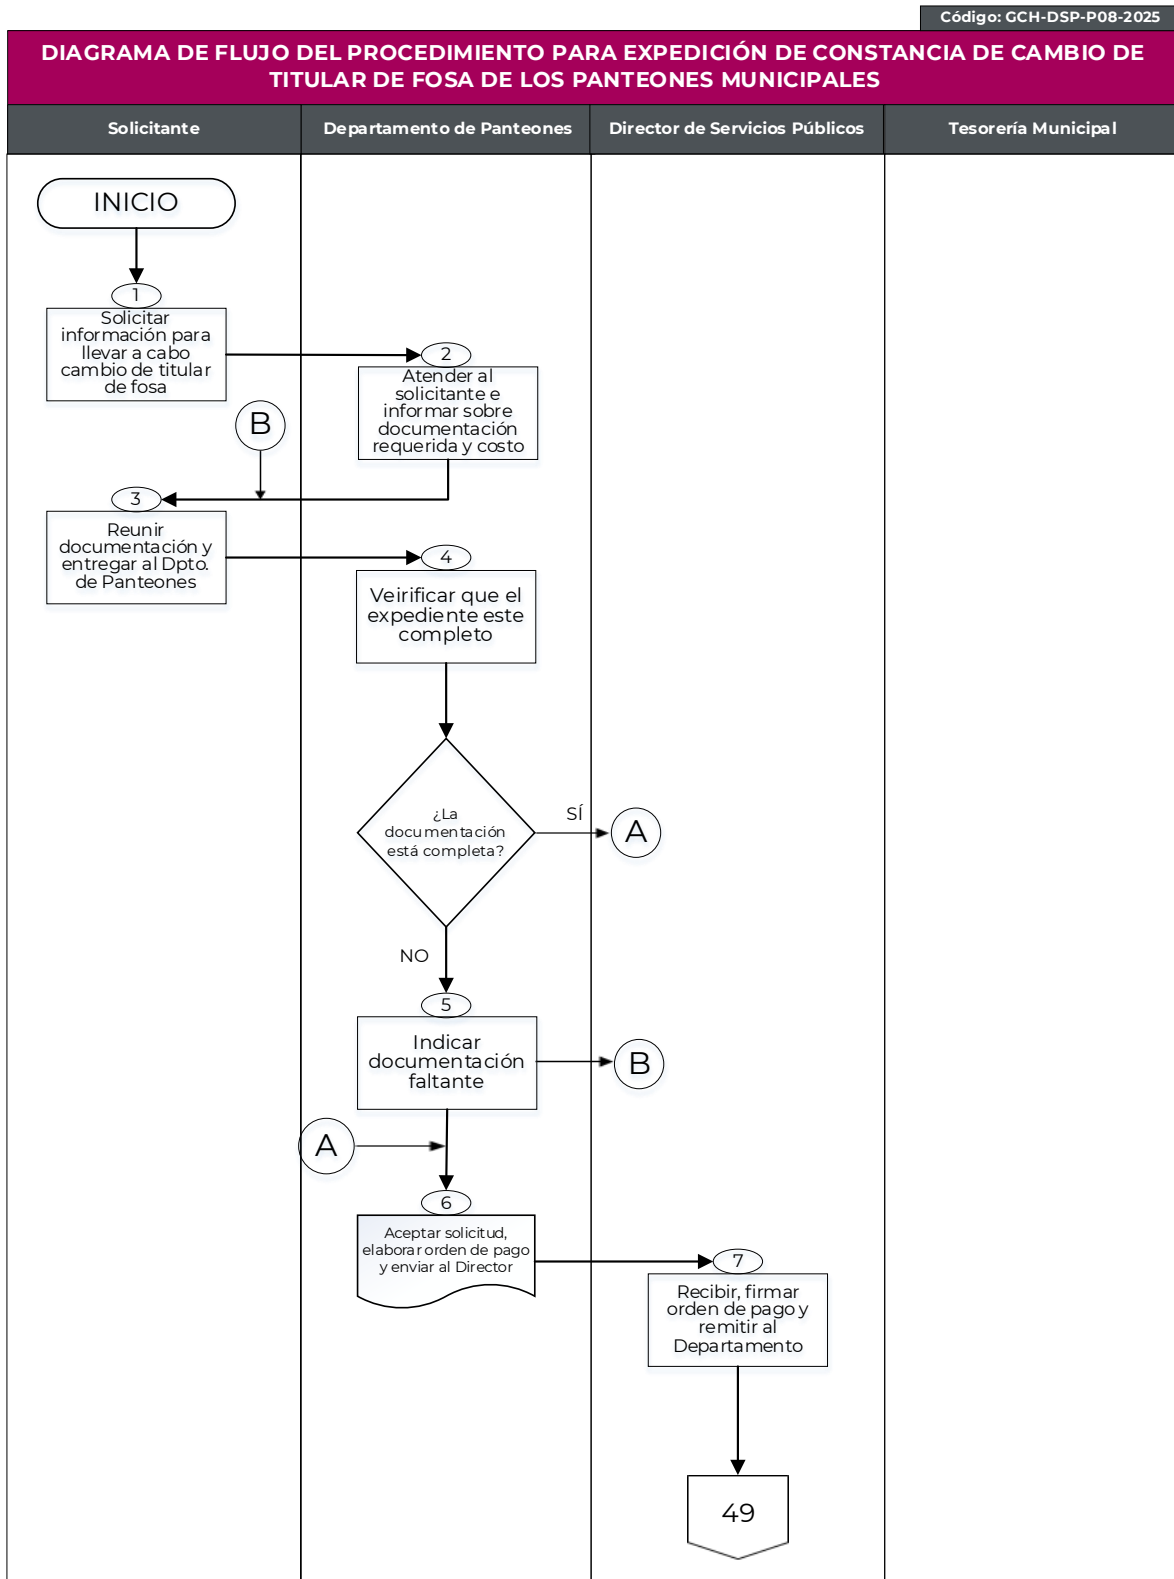 Código: GCH-DSP-P08-2025
DIAGRAMA DE FLUJO DEL PROCEDIMIENTO PARA EXPEDICIÓN DE CONSTANCIA DE CAMBIO DE
TITULAR DE FOSA DE LOS PANTEONES MUNICIPALES
Solicitante
Departamento de Panteones
Director de Servicios Públicos
Tesorería Municipal
INICIO
1
Solicitar
información para
llevar a cabo
cambio de titular
de fosa
2
Atender al
solicitante e
informar sobre
documentación
requerida y costo
B
3
Reunir
documentación y
entregar al Dpto.
de Panteones
4
Veirificar que el
expediente este
completo
¿La
documentación
está completa?
SÍ
A
NO
5
Indicar
documentación
faltante
B
A
6
Aceptar solicitud,
elaborar orden de pago
y enviar al Director
7
Recibir, firmar
orden de pago y
remitir al
Departamento
49